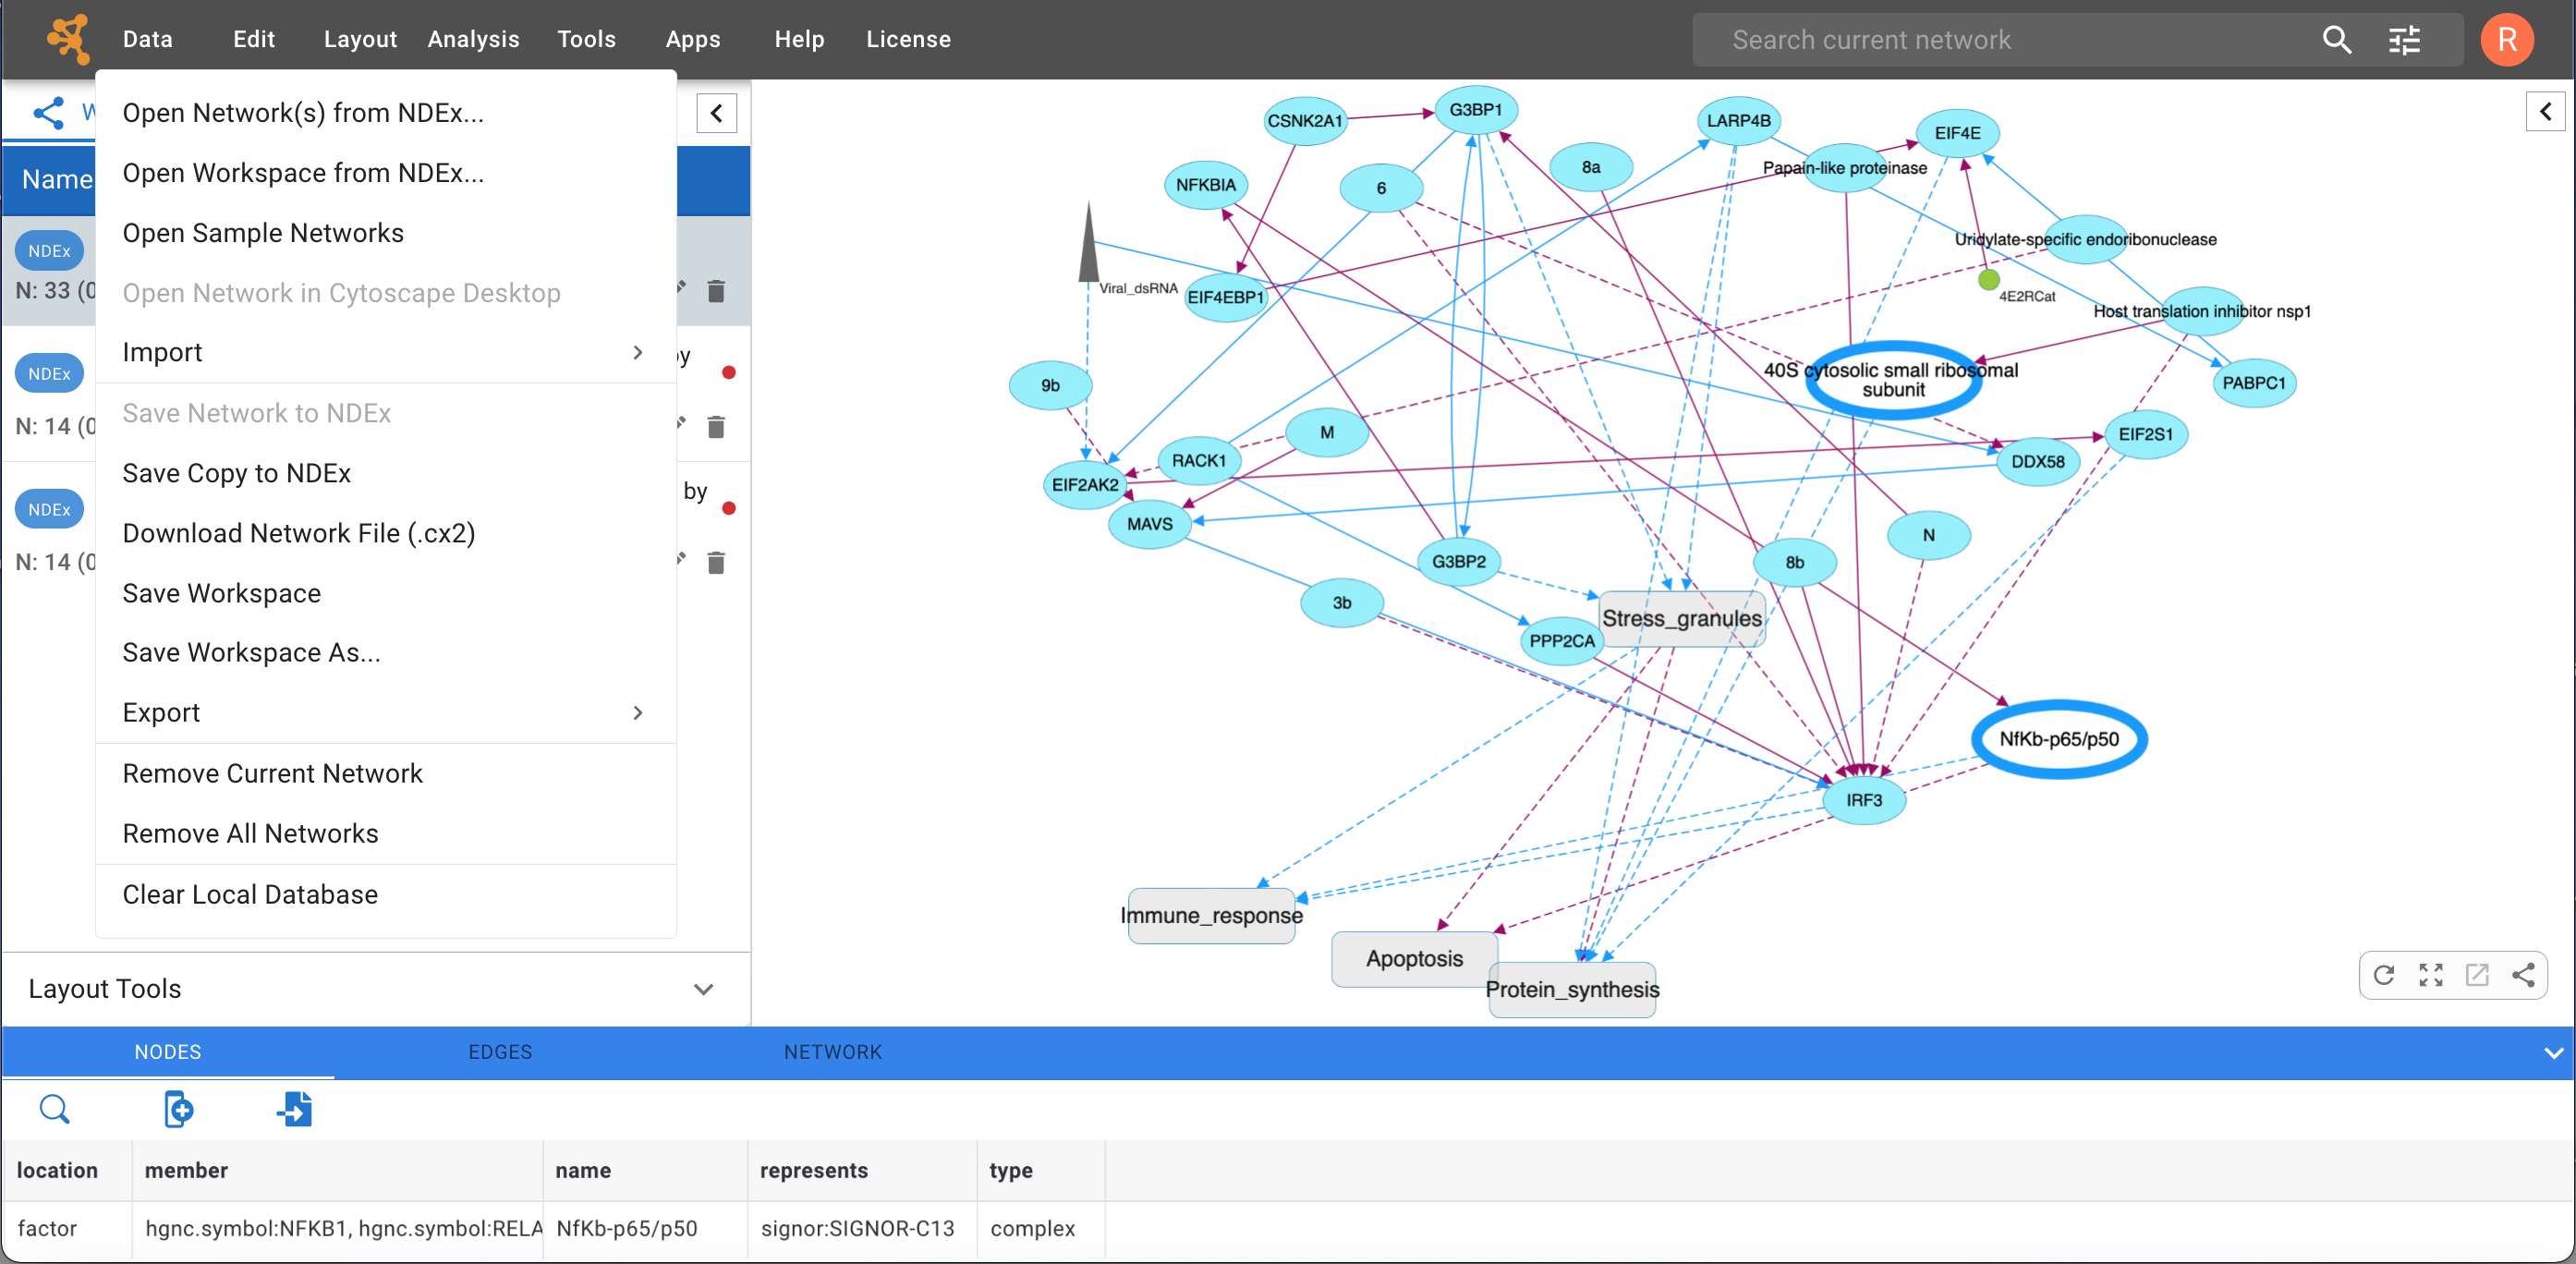 Data Edit Layout Analysis Tools Apps Help License
Search current network
R
W
Name
NDEx
N: 33 (0
NDEx
by
N: 14 (0
NDEx
by
N: 14 (0
Open Network(s) from NDEx...
Open Workspace from NDEx...
Open Sample Networks
Open Network in Cytoscape Desktop
Import
Save Network to NDEx
Save Copy to NDEx
Download Network File (.cx2)
Save Workspace
Save Workspace As...
Export
Remove Current Network
Remove All Networks
Clear Local Database
Layout Tools
CSNK2A1
G3BP1
LARP4B
EIF4E
NFKBIA
6
8a
Papain-like proteinase
Uridylate-specific endoribonuclease
Viral_dsRNA
EIF4EBP1
4E2RCat
Host translation inhibitor nsp1
9b
40S cytosolic small ribosomal
subunit
PABPC1
M
RACK1
EIF2S1
DDX58
EIF2AK2
MAVS
N
G3BP2
8b
3b
Stress_granules
PPP2CA
NfKb-p65/p50
IRF3
Immune_response
Apoptosis
Protein_synthesis
NODES EDGES NETWORK
location member name represents type
factor hgnc.symbol:NFKB1, hgnc.symbol:RELA NfKb-p65/p50 signor:SIGNOR-C13 complex